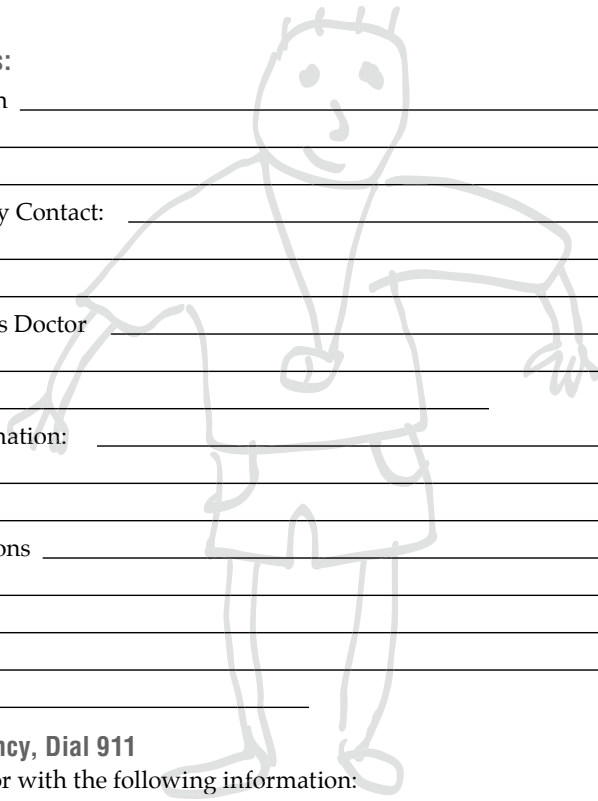 s:
n
y Contact:
s Doctor
nation:
ons
ncy, Dial 911
or with the following information: